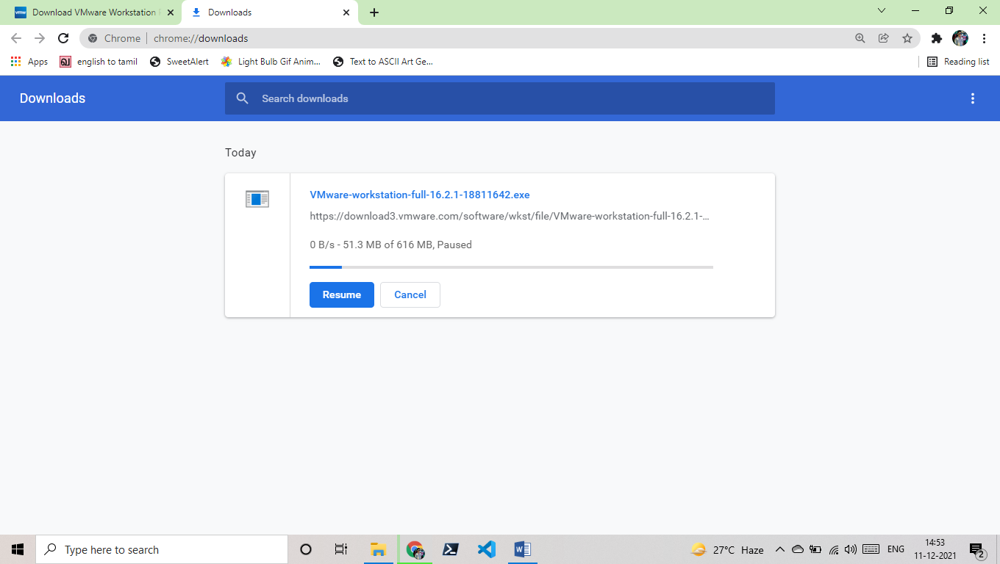 vmw Download VMware Workstation
Downloads
Chrome chrome://downloads
Apps
english to tamil
SweetAlert
Light Bulb Gif Anim...
Text to ASCII Art Ge...
Reading list
Downloads
Search downloads
Today
VMware-workstation-full-16.2.1-18811642.exe
https://download3.vmware.com/software/wkst/file/VMware-workstation-full-16.2.1-...
0 B/s - 51.3 MB of 616 MB, Paused
Resume
Cancel
Type here to search
27°C Haze
ENG
14:53
11-12-2021
2